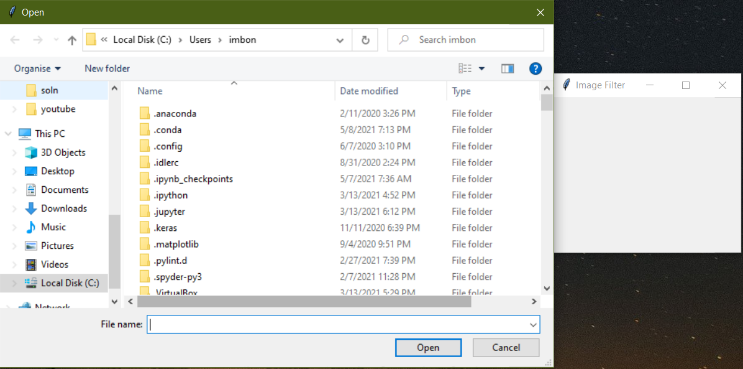 Open
« Local Disk (C:) > Users > imbon
Search imbon
Organise New folder
soln
youtube
This PC
3D Objects
Desktop
Documents
Downloads
Music
Pictures
Videos
Local Disk (C:)
Network
Name Date modified Type
.anaconda 2/11/2020 3:26 PM File folder
.conda 5/8/2021 7:13 PM File folder
.config 6/7/2020 3:10 PM File folder
.idlerc 8/31/2020 2:24 PM File folder
.ipynb_checkpoints 5/7/2021 7:36 AM File folder
.ipython 3/13/2021 4:52 PM File folder
.jupyter 3/13/2021 6:12 PM File folder
.keras 11/11/2020 6:39 PM File folder
.matplotlib 9/4/2020 9:51 PM File folder
.pylint.d 2/27/2021 7:39 PM File folder
.spyder-py3 2/7/2021 11:28 PM File folder
.VirtualBox 3/13/2021 5:29 PM File folder
File name:
Open Cancel
Image Filter